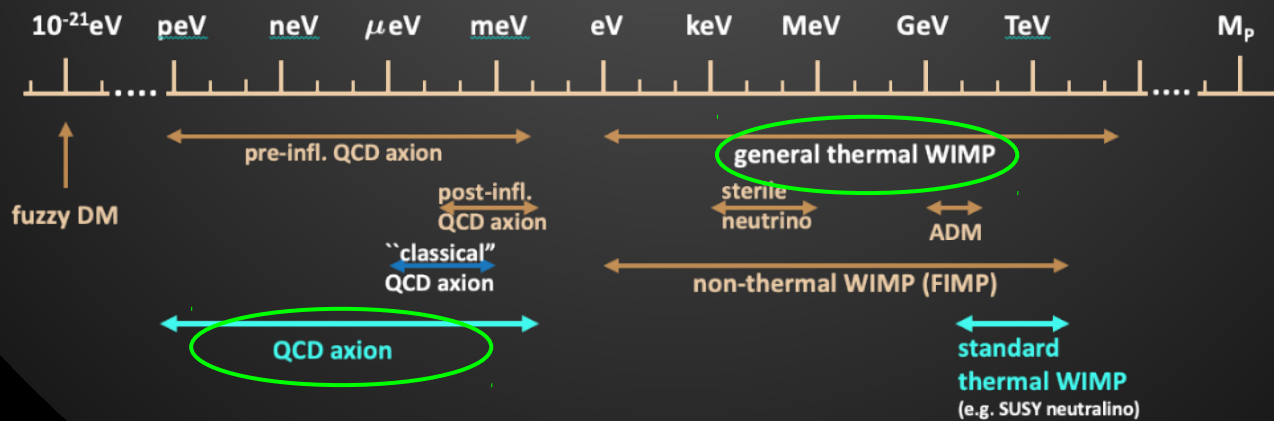 10⁻²¹eV peV neV μeV meV eV keV MeV GeV TeV Mₚ
.... ....
pre-infl. QCD axion
general thermal WIMP
fuzzy DM
post-infl.
QCD axion
sterile
neutrino
ADM
``classical”
QCD axion
non-thermal WIMP (FIMP)
QCD axion
standard
thermal WIMP
(e.g. SUSY neutralino)